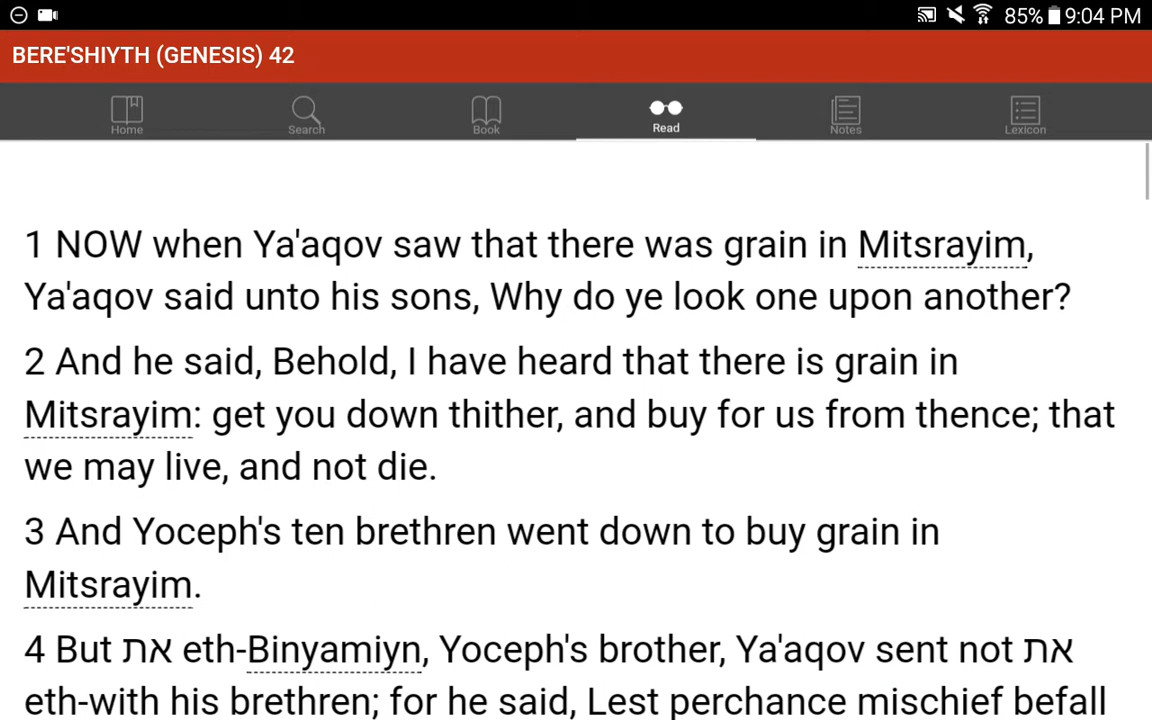 85% 9:04 PM
BERE'SHIYTH (GENESIS) 42
Home Search Book Read Notes Lexicon
1 NOW when Ya'aqov saw that there was grain in Mitsrayim,
Ya'aqov said unto his sons, Why do ye look one upon another?
2 And he said, Behold, I have heard that there is grain in
Mitsrayim: get you down thither, and buy for us from thence; that
we may live, and not die.
3 And Yoceph's ten brethren went down to buy grain in
Mitsrayim.
4 But את eth-Binyamiyn, Yoceph's brother, Ya'aqov sent not את
eth-with his brethren; for he said, Lest perchance mischief befall